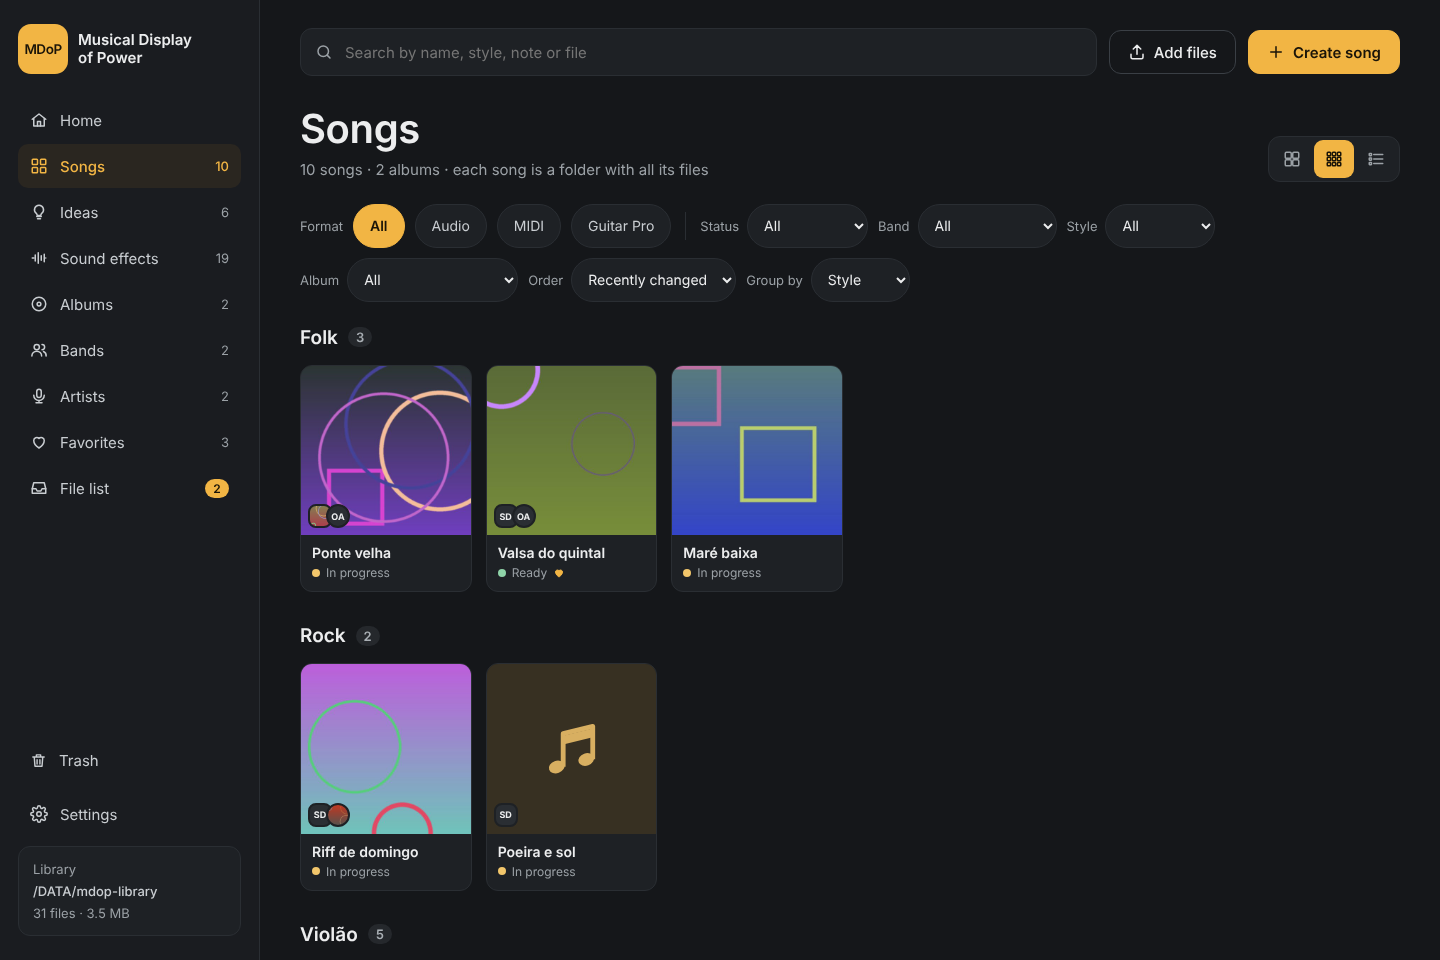 MDoP
Musical Display
of Power
Home
Songs 10
Ideas 6
Sound effects 19
Albums 2
Bands 2
Artists 2
Favorites 3
File list 2
Trash
Settings
Library
/DATA/mdop-library
31 files · 3.5 MB
Search by name, style, note or file
Add files
Create song
Songs
10 songs · 2 albums · each song is a folder with all its files
Format All Audio MIDI Guitar Pro Status All Band All Style All
Album All Order Recently changed Group by Style
Folk 3
OA
SD OA
Ponte velha
In progress
Valsa do quintal
Ready
Maré baixa
In progress
Rock 2
SD
SD
Riff de domingo
In progress
Poeira e sol
In progress
Violão 5